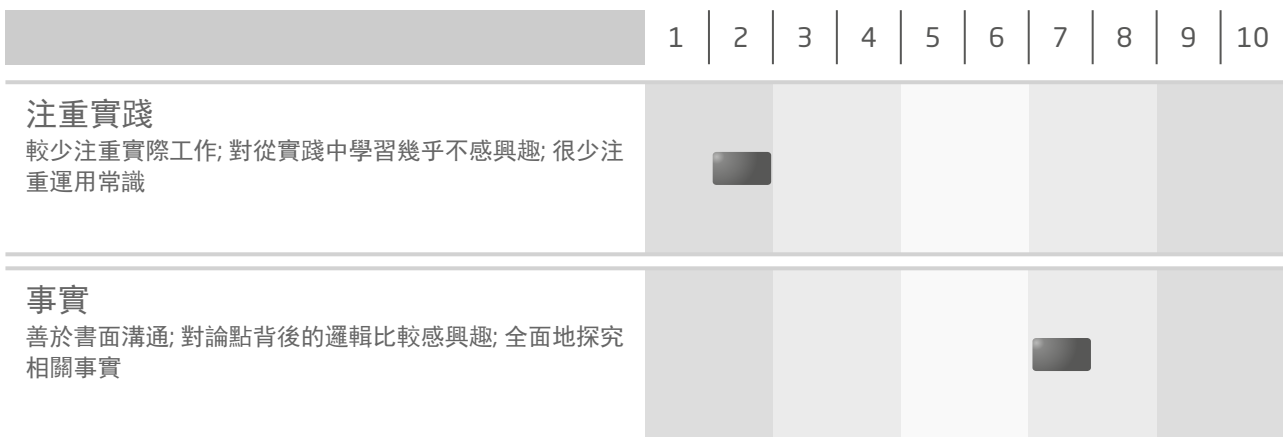 1 2 3 4 5 6 7 8 9 10
注重實踐
較少注重實際工作; 對從實踐中學習幾乎不感興趣; 很少注
重運用常識
事實
善於書面溝通; 對論點背後的邏輯比較感興趣; 全面地探究
相關事實